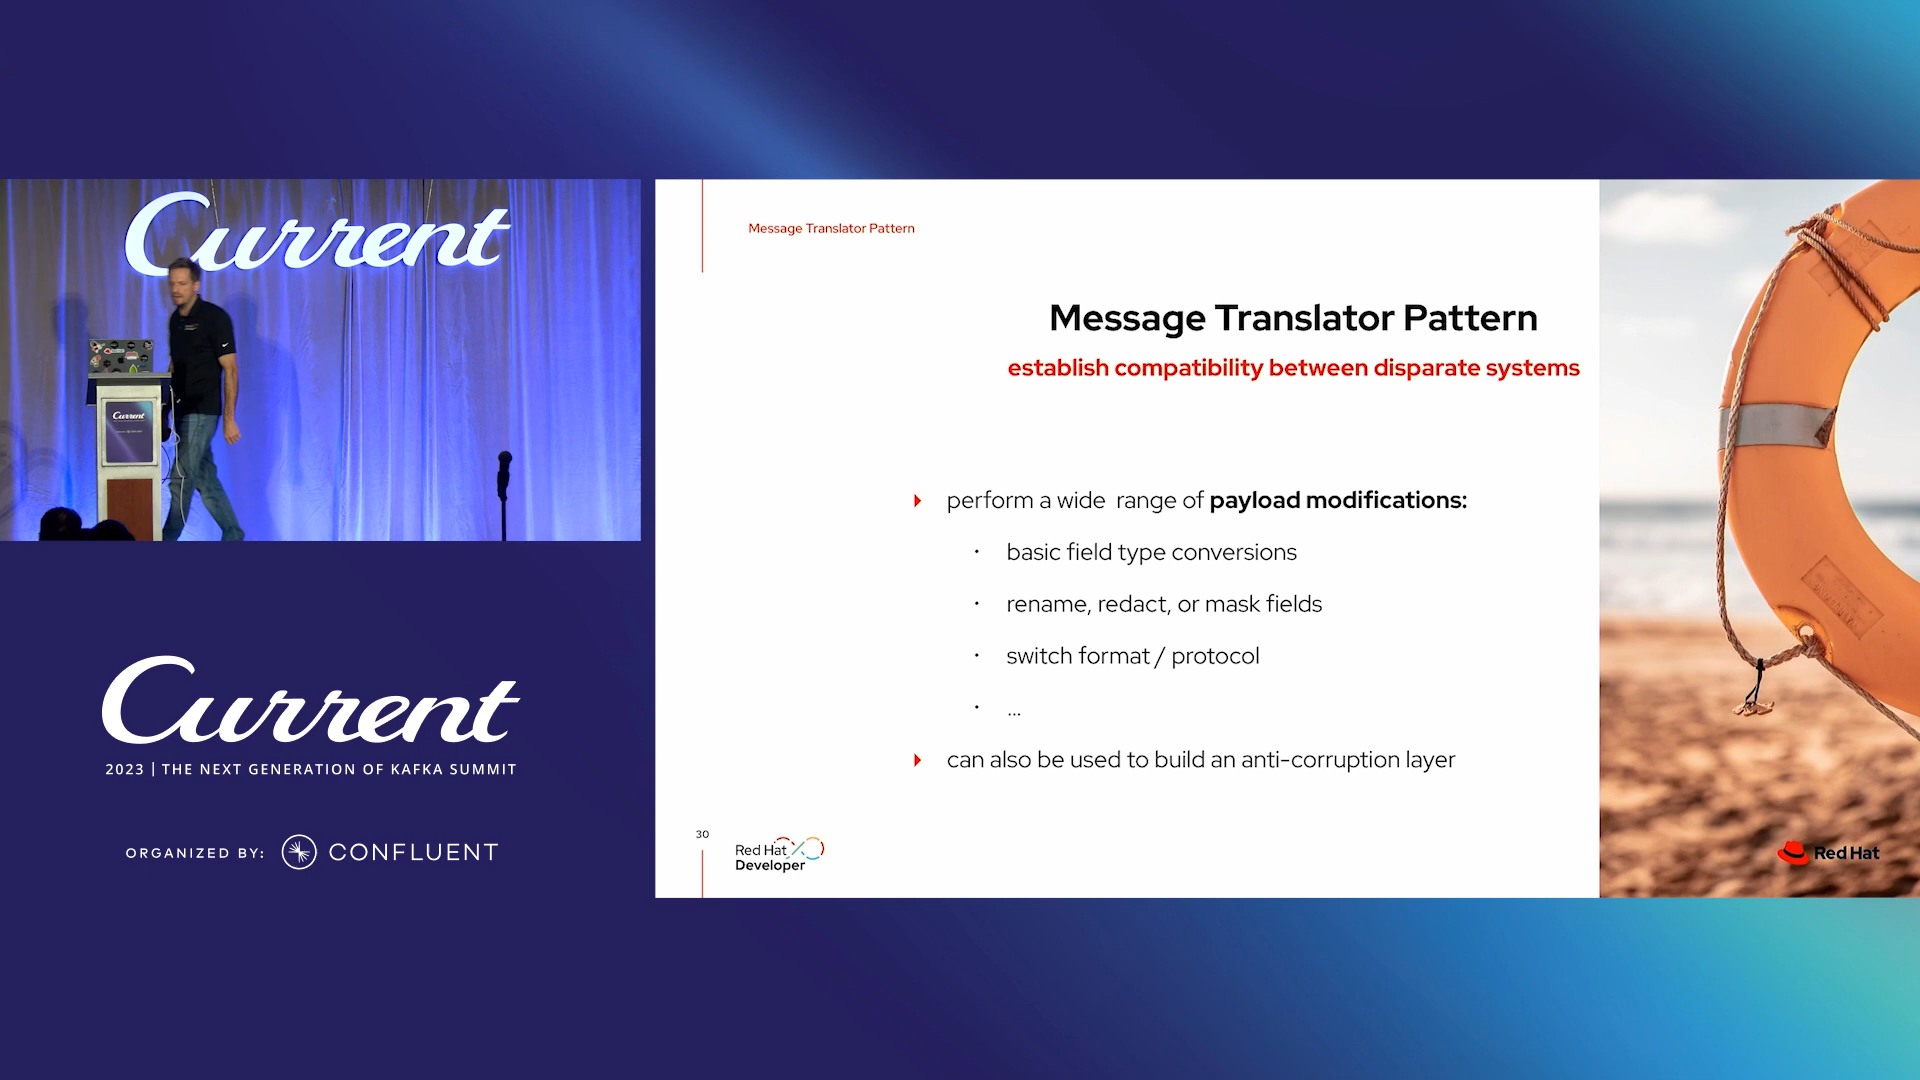 Current
Current
Current
2023 | THE NEXT GENERATION OF KAFKA SUMMIT
ORGANIZED BY: CONFLUENT
Message Translator Pattern
Message Translator Pattern
establish compatibility between disparate systems
perform a wide range of payload modifications:
basic field type conversions
rename, redact, or mask fields
switch format / protocol
...
can also be used to build an anti-corruption layer
30
Red Hat
Developer
Red Hat